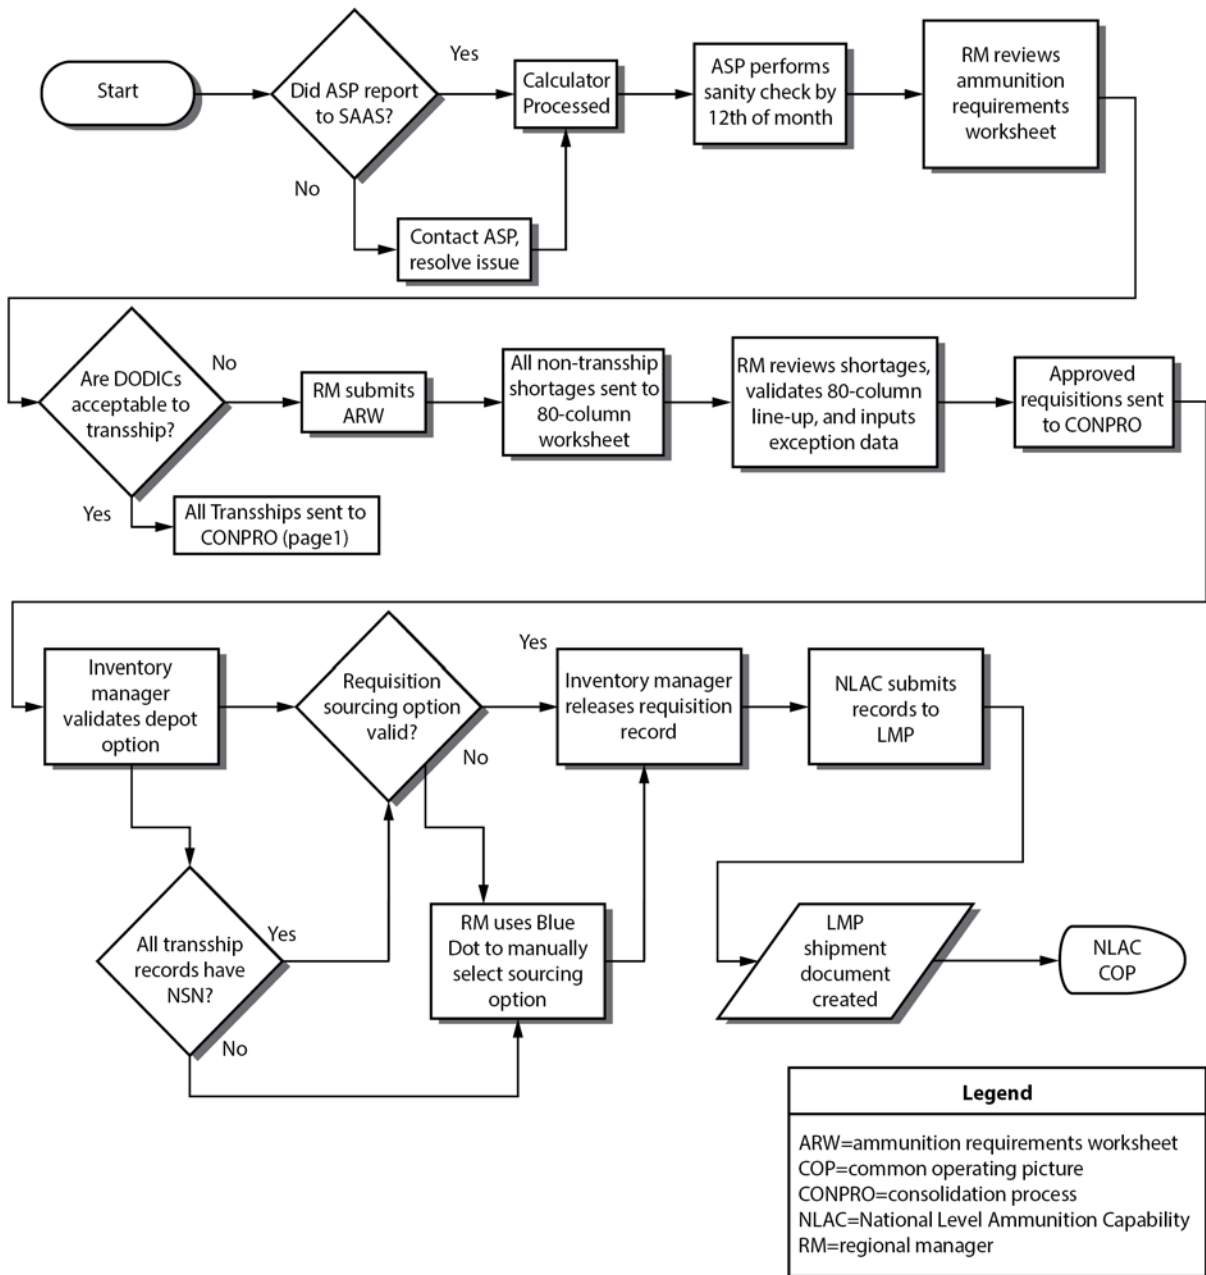 Start
Did ASP report
to SAAS?
Yes
No
Calculator
Processed
Contact ASP,
resolve issue
ASP performs
sanity check by
12th of month
RM reviews
ammunition
requirements
worksheet
Are DODICs
acceptable to
transship?
No
Yes
All Transships sent to
CONPRO (page1)
RM submits
ARW
All non-transship
shortages sent to
80-column
worksheet
RM reviews shortages,
validates 80-column
line-up, and inputs
exception data
Approved
requisitions sent
to CONPRO
Inventory
manager
validates depot
option
All transship
records have
NSN?
Yes
No
Requisition
sourcing option
valid?
Yes
No
RM uses Blue
Dot to manually
select sourcing
option
Inventory manager
releases requisition
record
NLAC submits
records to
LMP
LMP
shipment
document
created
NLAC
COP
Legend
ARW=ammunition requirements worksheet
COP=common operating picture
CONPRO=consolidation process
NLAC=National Level Ammunition Capability
RM=regional manager